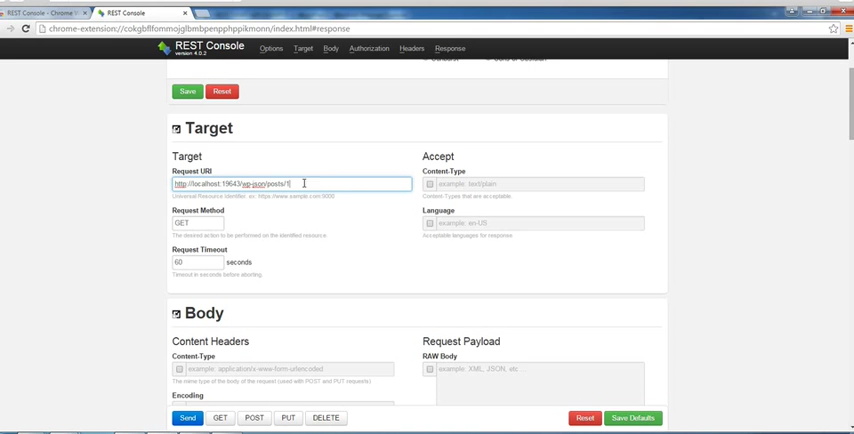 REST Console - Chrome V
REST Console
chrome-extension://cokgbflfommojglbmbpenpphppikmonn/index.html#response
REST Console
version 4.0.2
Options Target Body Authorization Headers Response
Save Reset
Target
Target
Request URI
http://localhost:19643/wp-json/posts/1
Universal Resource Identifier. ex: https://www.sample.com:9000
Request Method
GET
The desired action to be performed on the identified resource.
Request Timeout
60 seconds
Timeout in seconds before aborting.
Accept
Content-Type
example: text/plain
Content-Types that are acceptable.
Language
example: en-US
Acceptable languages for response
Body
Content Headers
Content-Type
example: application/x-www-form-urlencoded
The mime type of the body of the request (used with POST and PUT requests)
Encoding
Request Payload
RAW Body
example: XML, JSON, etc ...
Send GET POST PUT DELETE Reset Save Defaults